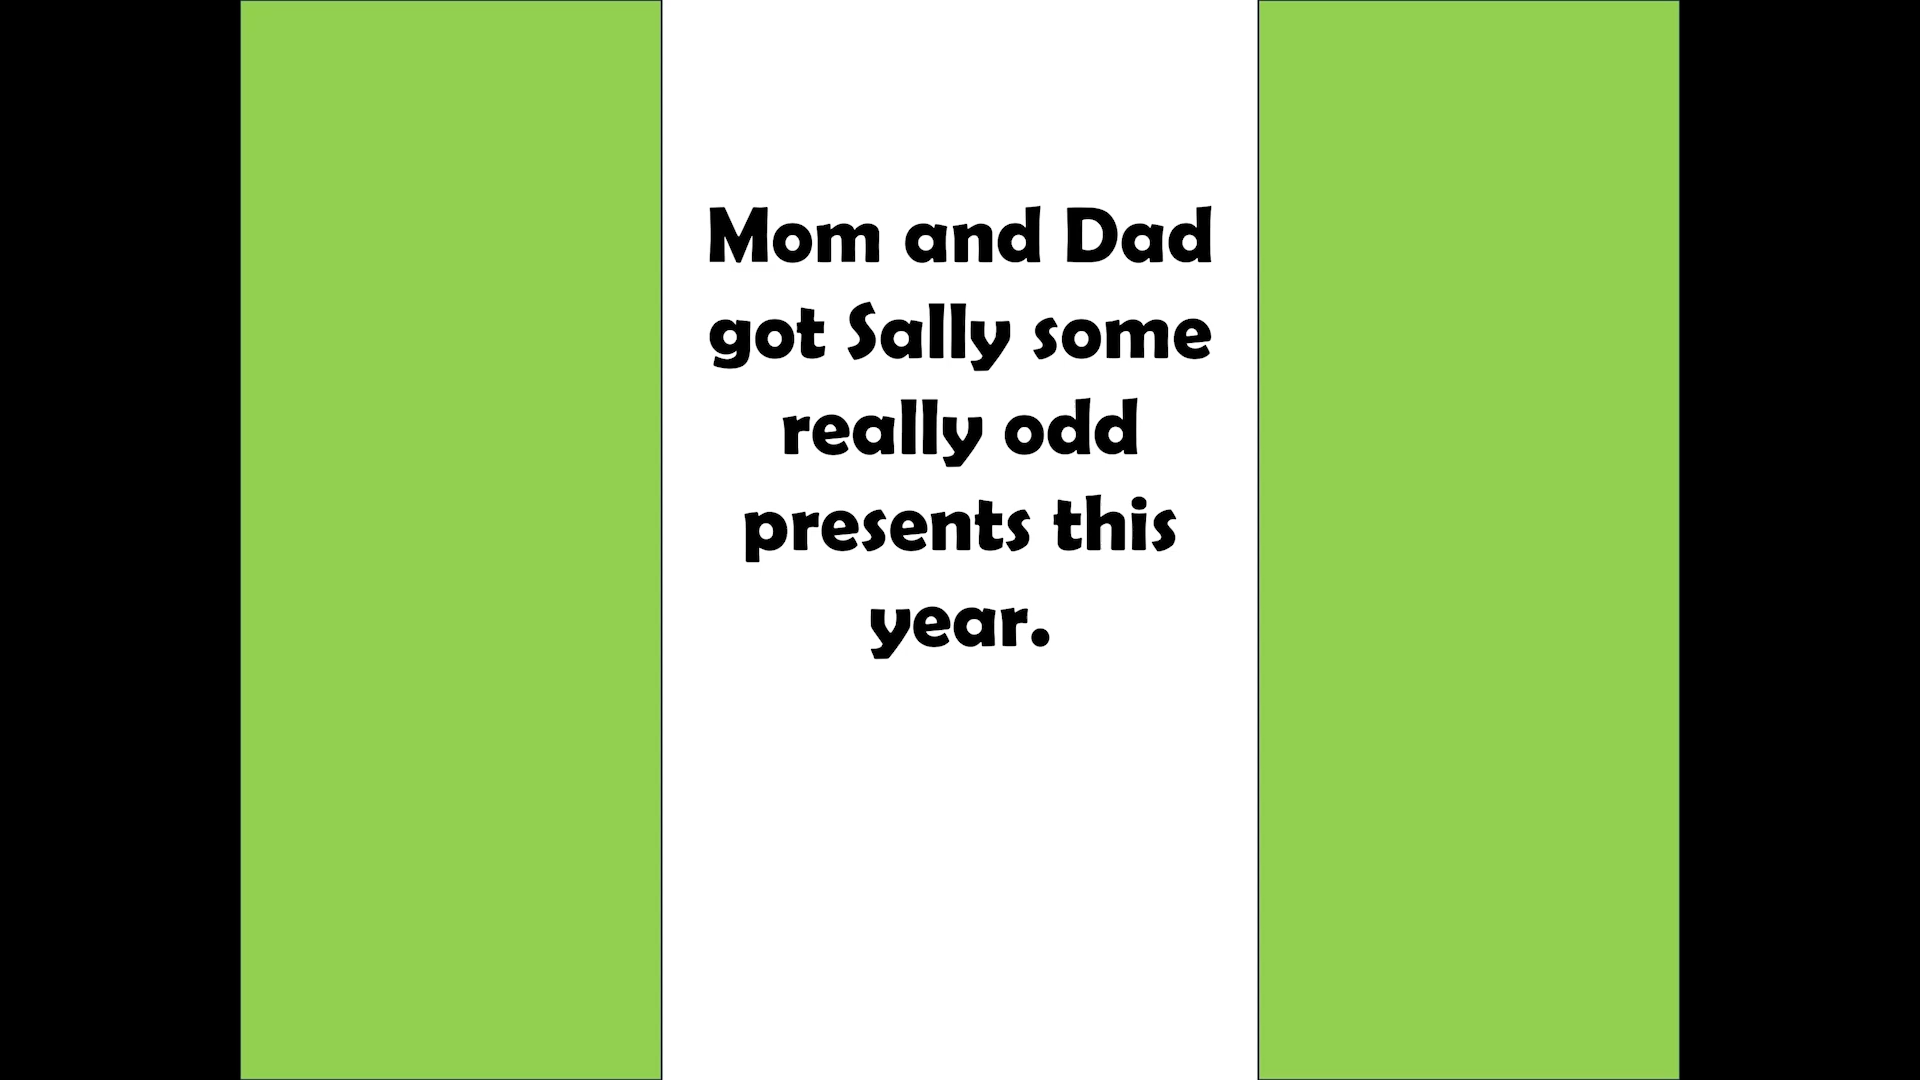 Mom and Dad
got Sally some
really odd
presents this
year.